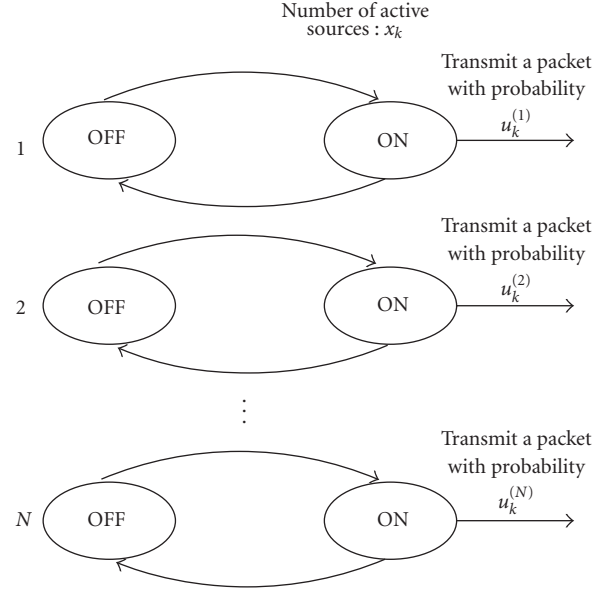 Number of active
sources : x_k
Transmit a packet
with probability
1
OFF
ON
u_k^{(1)}
Transmit a packet
with probability
2
OFF
ON
u_k^{(2)}
⋮
Transmit a packet
with probability
N
OFF
ON
u_k^{(N)}